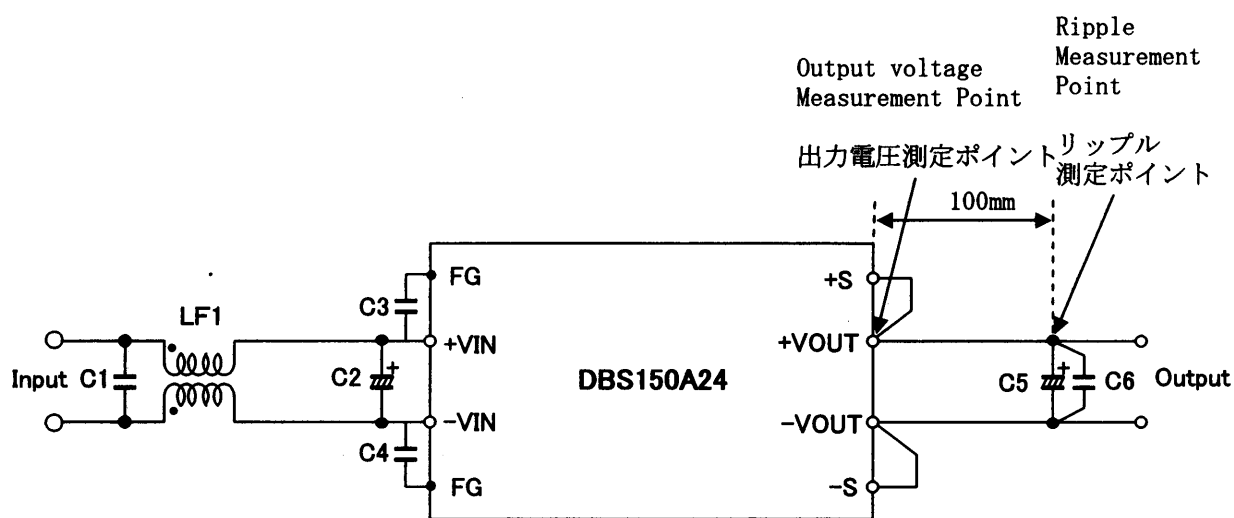 Ripple
Measurement
Point
Output voltage
Measurement Point
出力電圧測定ポイント
リップル
測定ポイント
100mm
FG
+S
C3
LF1
+VIN
+VOUT
Input
C1
C2
+
DBS150A24
C5
+
C6
Output
-VIN
-VOUT
C4
FG
-S